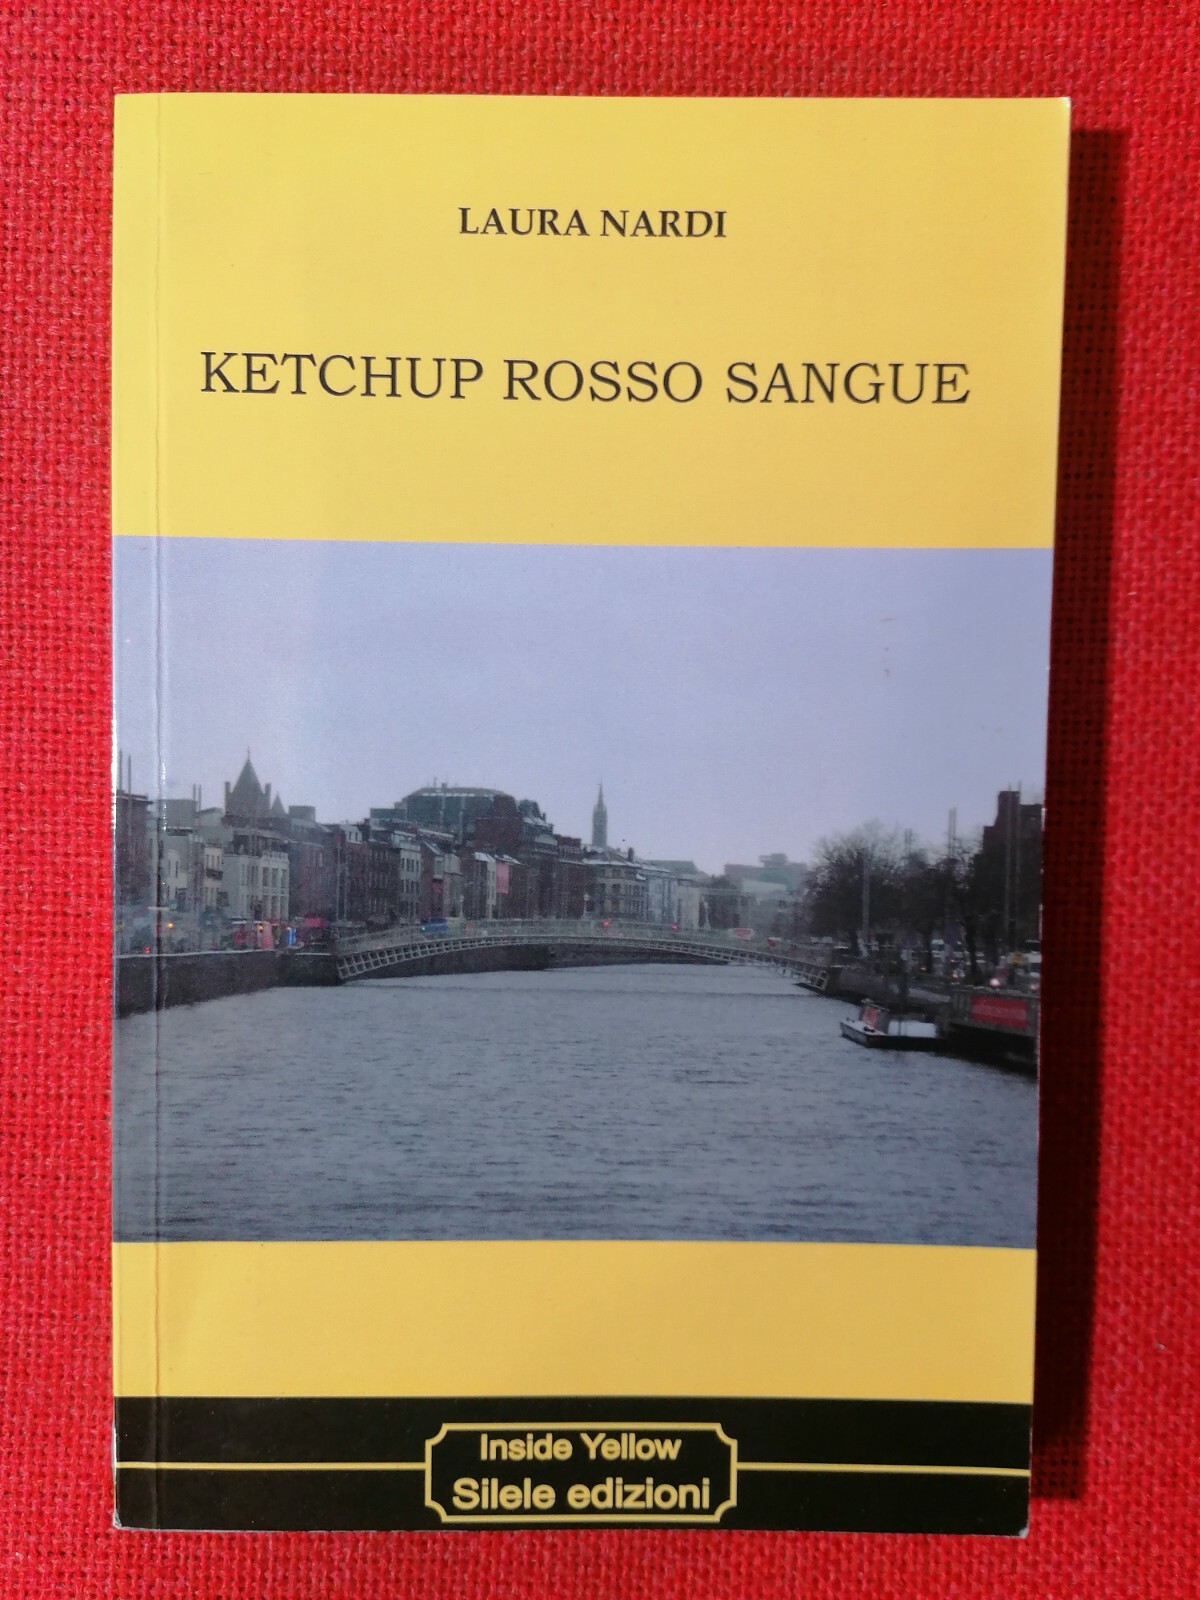 LAURA NARDI
KETCHUP ROSSO SANGUE
Inside Yellow
Silele edizioni